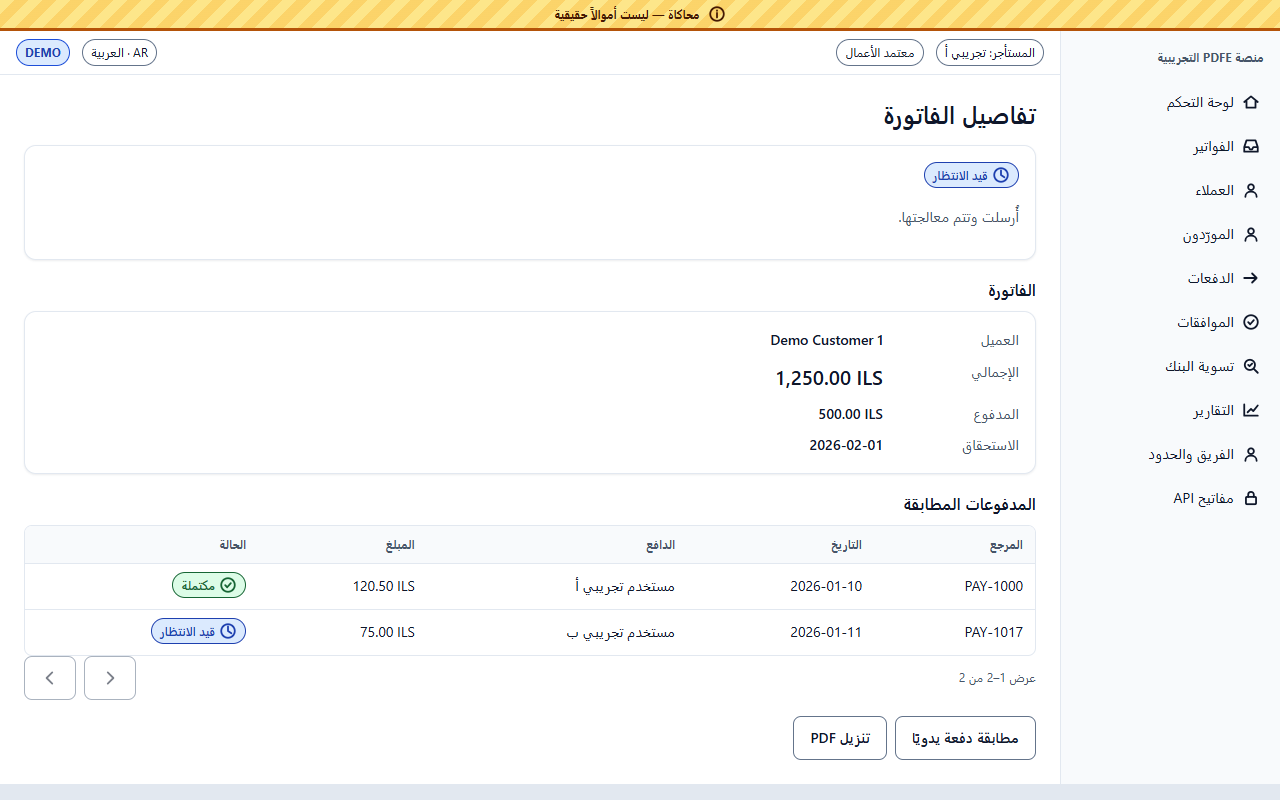 محاكاة — ليست أموالاً حقيقية
منصة PDFE التجريبية
لوحة التحكم
الفواتير
العملاء
المورّدون
الدفعات
الموافقات
تسوية البنك
التقارير
الفريق والحدود
مفاتيح API
المستأجر: تجريبي أ
معتمد الأعمال
AR · العربية
DEMO
تفاصيل الفاتورة
قيد الانتظار
أُرسلت وتتم معالجتها.
الفاتورة
العميل Demo Customer 1
الإجمالي 1,250.00 ILS
المدفوع 500.00 ILS
الاستحقاق 2026-02-01
المدفوعات المطابقة
المرجع التاريخ الدافع المبلغ الحالة
PAY-1000 2026-01-10 مستخدم تجريبي أ 120.50 ILS مكتملة
PAY-1017 2026-01-11 مستخدم تجريبي ب 75.00 ILS قيد الانتظار
عرض 1–2 من 2
مطابقة دفعة يدويًا
تنزيل PDF